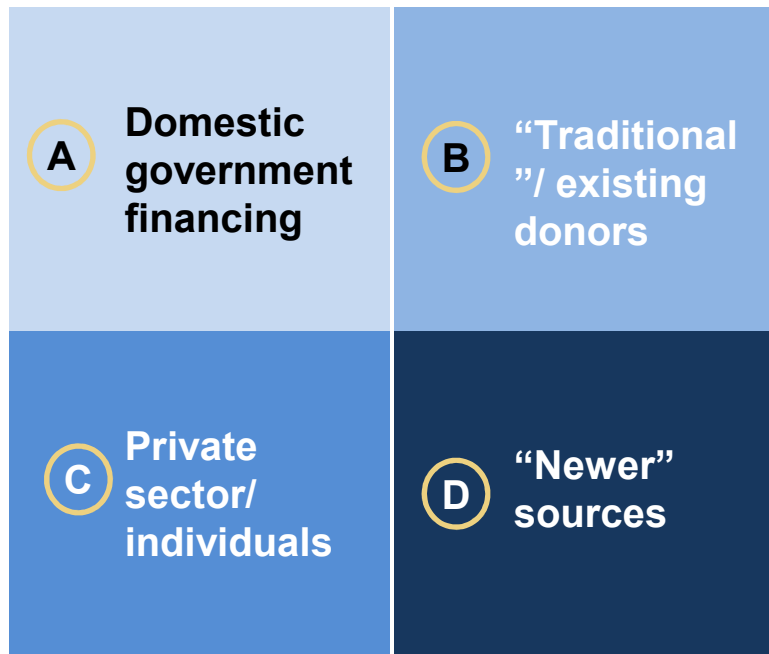 A
Domestic
government
financing
B
“Traditional
”/ existing
donors
C
Private
sector/
individuals
D
“Newer”
sources